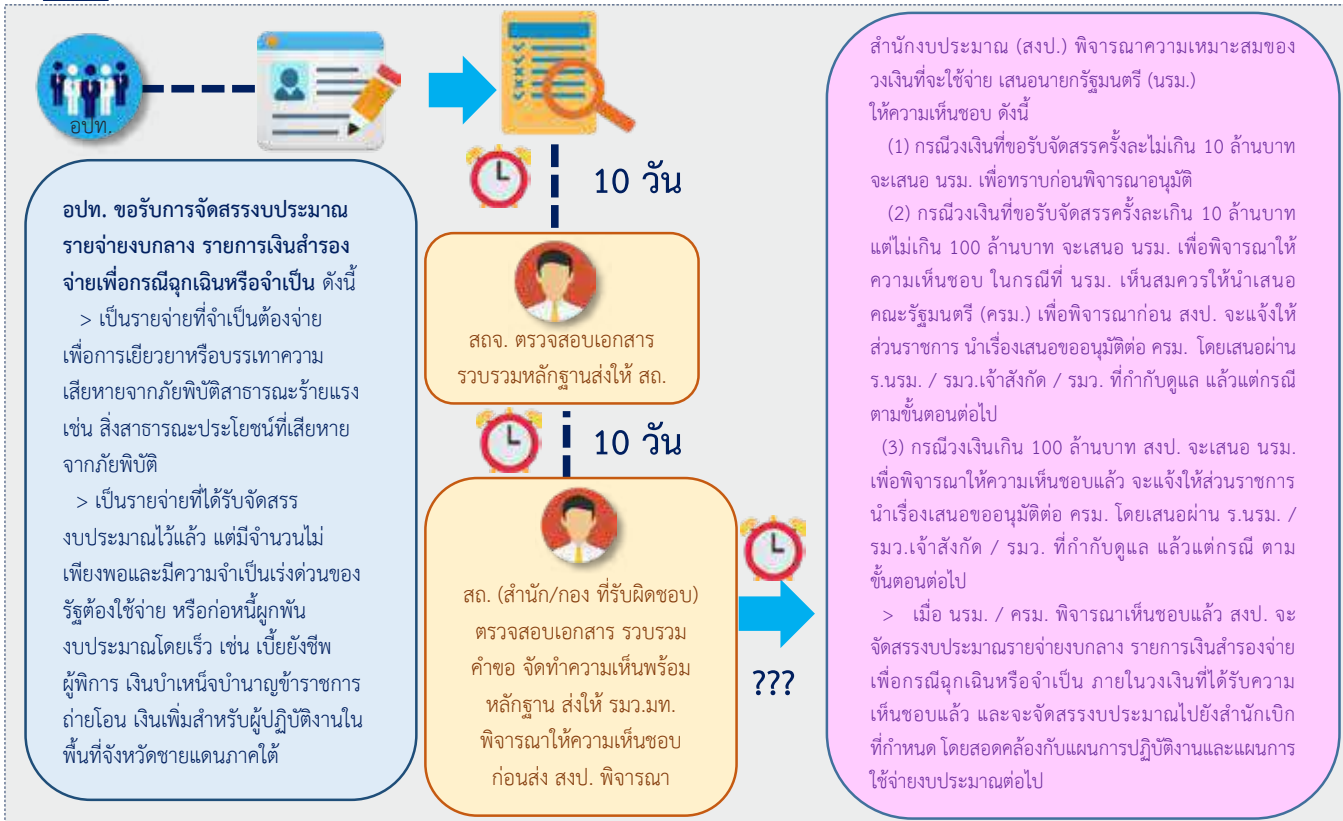 อปท.
อปท. ขอรับการจัดสรรงบประมาณ
รายจ่ายงบกลาง รายการเงินสำรอง
จ่ายเพื่อกรณีฉุกเฉินหรือจำเป็น ดังนี้
> เป็นรายจ่ายที่จำเป็นต้องจ่าย
เพื่อการเยียวยาหรือบรรเทาความ
เสียหายจากภัยพิบัติสาธารณะร้ายแรง
เช่น สิ่งสาธารณะประโยชน์ที่เสียหาย
จากภัยพิบัติ
> เป็นรายจ่ายที่ได้รับจัดสรร
งบประมาณไว้แล้ว แต่มีจำนวนไม่
เพียงพอและมีความจำเป็นเร่งด่วนของ
รัฐต้องใช้จ่าย หรือก่อหนี้ผูกพัน
งบประมาณโดยเร็ว เช่น เบี้ยยังชีพ
ผู้พิการ เงินบำเหน็จบำนาญข้าราชการ
ถ่ายโอน เงินเพิ่มสำหรับผู้ปฏิบัติงานใน
พื้นที่จังหวัดชายแดนภาคใต้
10 วัน
สถจ. ตรวจสอบเอกสาร
รวบรวมหลักฐานส่งให้ สถ.
10 วัน
สถ. (สำนัก/กอง ที่รับผิดชอบ)
ตรวจสอบเอกสาร รวบรวม
คำขอ จัดทำความเห็นพร้อม
หลักฐาน ส่งให้ รมว.มท.
พิจารณาให้ความเห็นชอบ
ก่อนส่ง สงป. พิจารณา
???
สำนักงบประมาณ (สงป.) พิจารณาความเหมาะสมของ
วงเงินที่จะใช้จ่าย เสนอนายกรัฐมนตรี (นรม.)
ให้ความเห็นชอบ ดังนี้
(1) กรณีวงเงินที่ขอรับจัดสรรครั้งละไม่เกิน 10 ล้านบาท
จะเสนอ นรม. เพื่อทราบก่อนพิจารณาอนุมัติ
(2) กรณีวงเงินที่ขอรับจัดสรรครั้งละเกิน 10 ล้านบาท
แต่ไม่เกิน 100 ล้านบาท จะเสนอ นรม. เพื่อพิจารณาให้
ความเห็นชอบ ในกรณีที่ นรม. เห็นสมควรให้นำเสนอ
คณะรัฐมนตรี (ครม.) เพื่อพิจารณาก่อน สงป. จะแจ้งให้
ส่วนราชการ นำเรื่องเสนอขออนุมัติต่อ ครม. โดยเสนอผ่าน
ร.นรม. / รมว.เจ้าสังกัด / รมว. ที่กำกับดูแล แล้วแต่กรณี
ตามขั้นตอนต่อไป
(3) กรณีวงเงินเกิน 100 ล้านบาท สงป. จะเสนอ นรม.
เพื่อพิจารณาให้ความเห็นชอบแล้ว จะแจ้งให้ส่วนราชการ
นำเรื่องเสนอขออนุมัติต่อ ครม. โดยเสนอผ่าน ร.นรม. /
รมว.เจ้าสังกัด / รมว. ที่กำกับดูแล แล้วแต่กรณี ตาม
ขั้นตอนต่อไป
> เมื่อ นรม. / ครม. พิจารณาเห็นชอบแล้ว สงป. จะ
จัดสรรงบประมาณรายจ่ายงบกลาง รายการเงินสำรองจ่าย
เพื่อกรณีฉุกเฉินหรือจำเป็น ภายในวงเงินที่ได้รับความ
เห็นชอบแล้ว และจะจัดสรรงบประมาณไปยังสำนักเบิก
ที่กำหนด โดยสอดคล้องกับแผนการปฏิบัติงานและแผนการ
ใช้จ่ายงบประมาณต่อไป